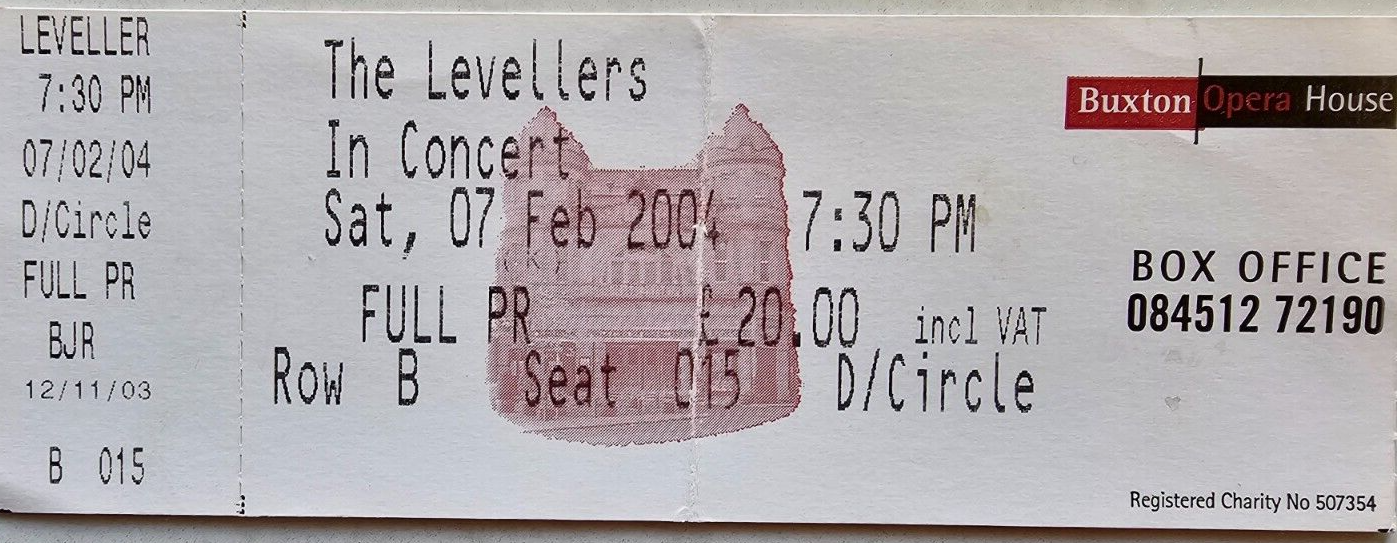 LEVELLER
7:30 PM
07/02/04
D/Circle
FULL PR
BJR
12/11/03
B 015
The Levellers
In Concert
Sat, 07 Feb 2004 7:30 PM
FULL PR £ 20.00 incl VAT
Row B Seat 015 D/Circle
Buxton Opera House
BOX OFFICE
084512 72190
Registered Charity No 507354